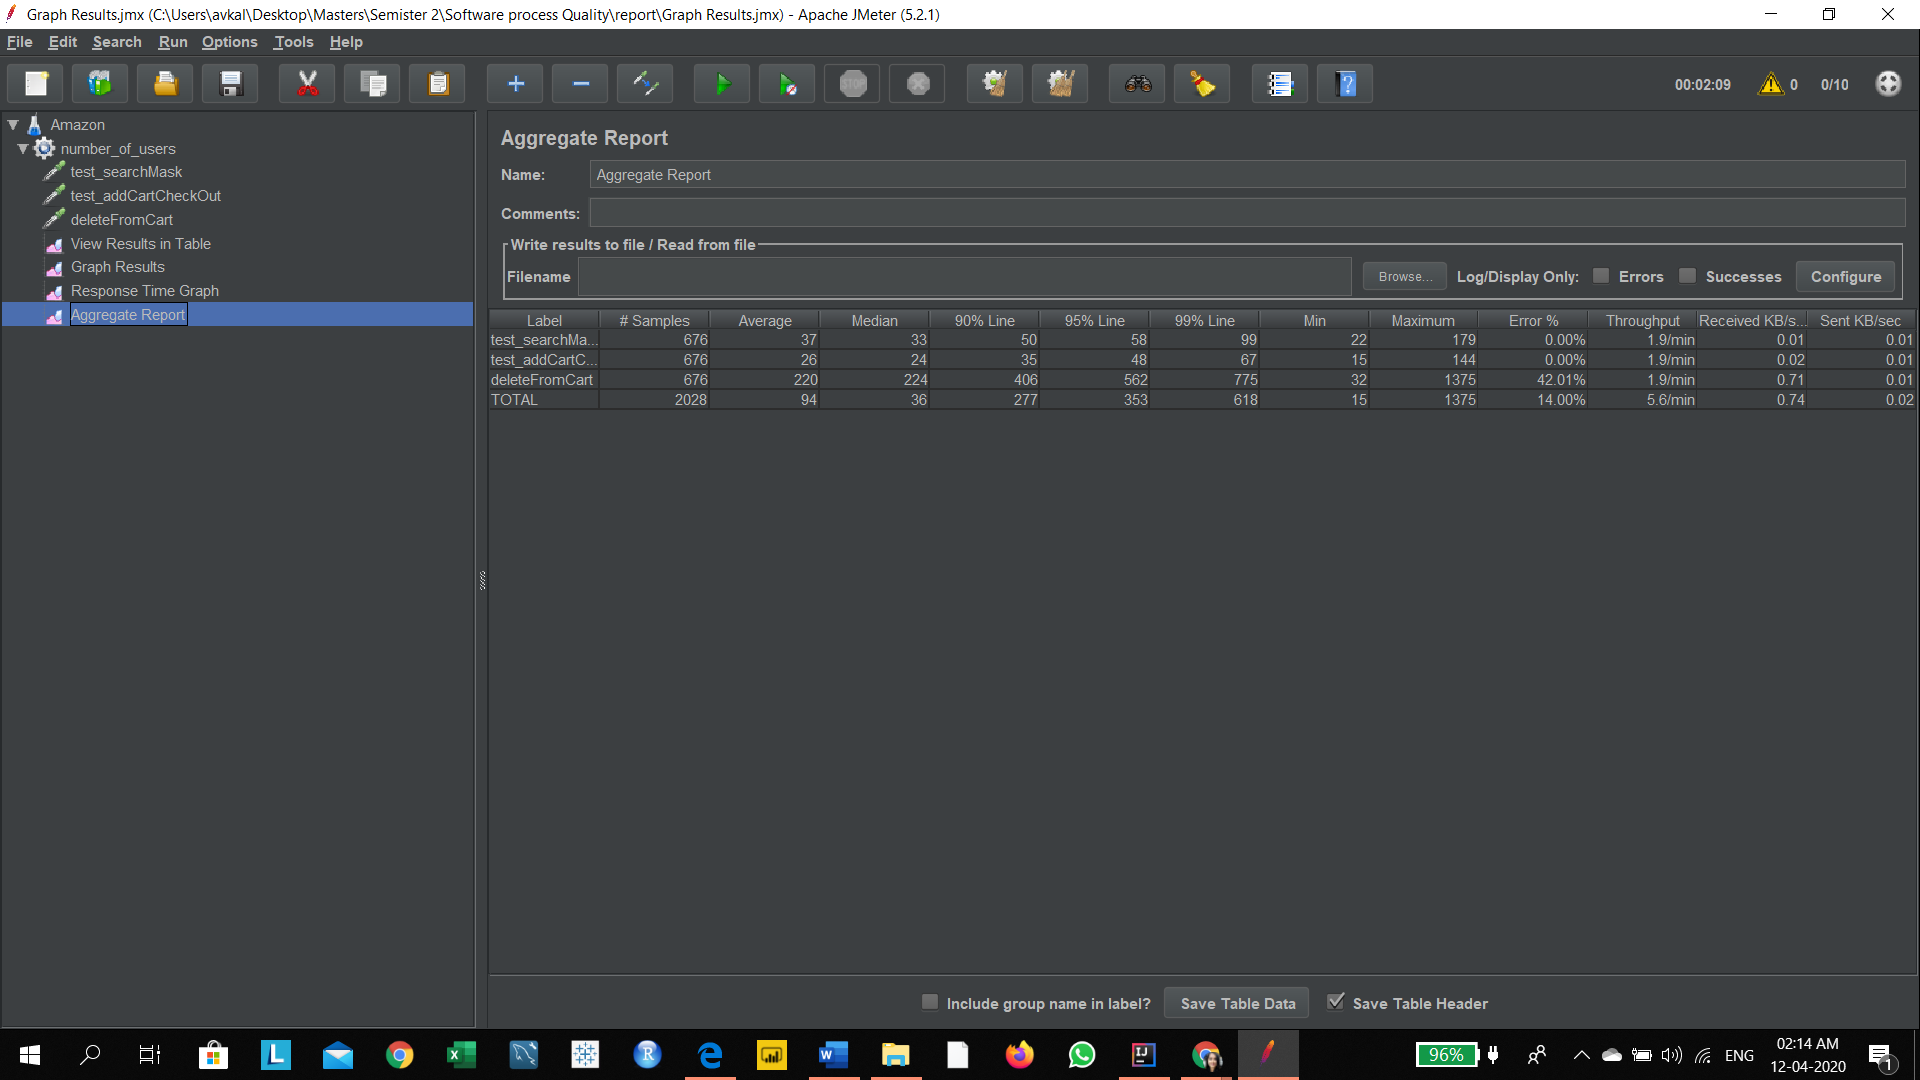 Graph Results.jmx (C:\Users\avkal\Desktop\Masters\Semister 2\Software process Quality\report\Graph Results.jmx) - Apache JMeter (5.2.1)
File Edit Search Run Options Tools Help
STOP
00:02:09 0 0/10
Amazon
number_of_users
test_searchMask
test_addCartCheckOut
deleteFromCart
View Results in Table
Graph Results
Response Time Graph
Aggregate Report
Aggregate Report
Name: Aggregate Report
Comments:
Write results to file / Read from file
Filename Browse... Log/Display Only: Errors Successes Configure
Label # Samples Average Median 90% Line 95% Line 99% Line Min Maximum Error % Throughput Received KB/s... Sent KB/sec
test_searchMa... 676 37 33 50 58 99 22 179 0.00% 1.9/min 0.01 0.01
test_addCartC... 676 26 24 35 48 67 15 144 0.00% 1.9/min 0.02 0.01
deleteFromCart 676 220 224 406 562 775 32 1375 42.01% 1.9/min 0.71 0.01
TOTAL 2028 94 36 277 353 618 15 1375 14.00% 5.6/min 0.74 0.02
Include group name in label? Save Table Data Save Table Header
96% ENG 02:14 AM
12-04-2020
1